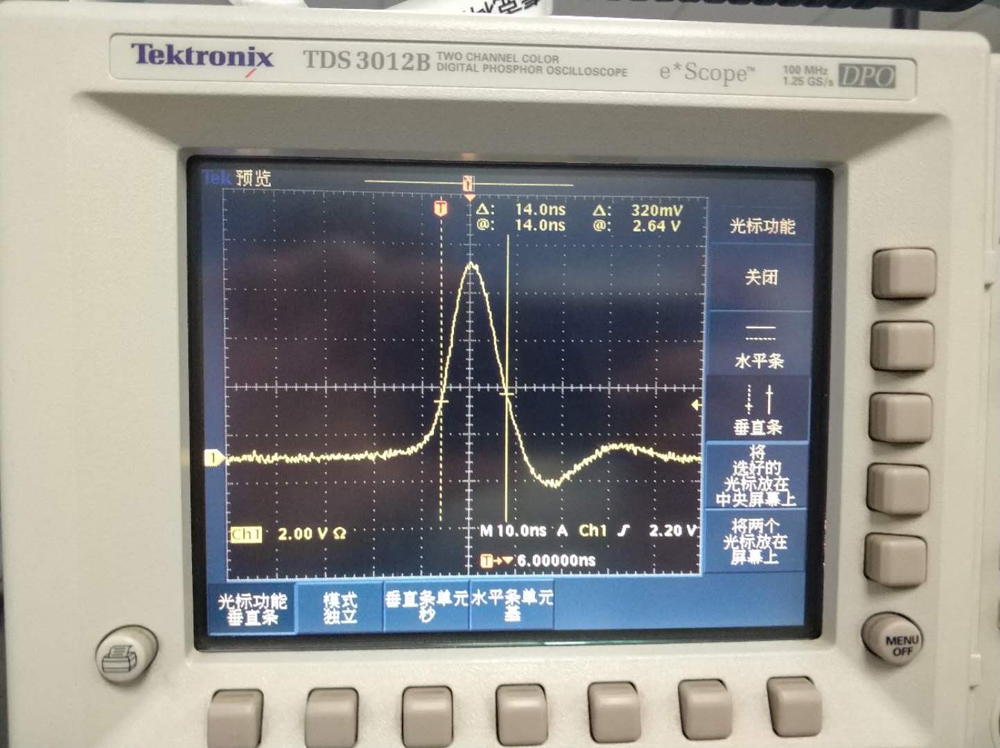 Tektronix TDS 3012B TWO CHANNEL COLOR
DIGITAL PHOSPHOR OSCILLOSCOPE
e*Scope™
100 MHz
1.25 GS/s
DPO
Tek 预览
T
T
Δ: 14.0ns Δ: 320mV
@: 14.0ns @: 2.64 V
光标功能
关闭
水平条
垂直条
将
选好的
光标放在
中央屏幕上
将两个
光标放在
屏幕上
1
Ch1 2.00 V Ω
M 10.0ns A Ch1 2.20 V
T 6.00000ns
光标功能
垂直条
模式
独立
垂直条单元
秒
水平条单元
基
MENU
OFF